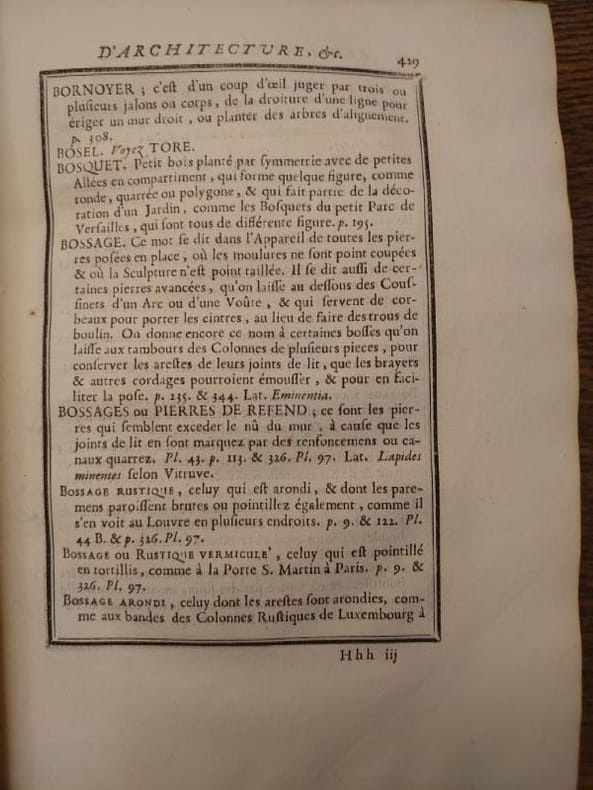 D'ARCHITECTURE, &c.
429
BORNOYER ; c'est d'un coup d'œil juger par trois ou
plusieurs jalons ou corps, de la droiture d'une ligne pour
ériger un mur droit, ou planter des arbres d'alignement.
p. 308.
BOSEL. Voyez TORE.
BOSQUET. Petit bois planté par symmetrie avec de petites
Allées en compartiment, qui forme quelque figure, comme
ronde, quarrée ou polygone, & qui fait partie de la déco-
ration d'un Jardin, comme les Bosquets du petit Parc de
Versailles, qui sont tous de différente figure. p. 195.
BOSSAGE. Ce mot se dit dans l'Appareil de toutes les pier-
res posées en place, où les moulures ne sont point coupées
& où la Sculpture n'est point taillée. Il se dit aussi de cer-
taines pierres avancées, qu'on laisse au dessous des Cous-
sinets d'un Arc ou d'une Voûte, & qui servent de cor-
beaux pour porter les cintres, au lieu de faire des trous de
boulin. On donne encore ce nom à certaines bosses qu'on
laisse aux tambours des Colonnes de plusieurs pieces, pour
conserver les arestes de leurs joints de lit, que les brayers
& autres cordages pourroient émousser, & pour en faci-
liter la pose. p. 235. & 344. Lat. Eminentia.
BOSSAGES ou PIERRES DE REFEND ; ce sont les pier-
res qui semblent exceder le nû du mur, à cause que les
joints de lit en sont marquez par des renfoncemens ou ca-
naux quarrez. Pl. 43. p. 113. & 326. Pl. 97. Lat. Lapides
minentes selon Vitruve.
BOSSAGE RUSTIQUE, celuy qui est arondi, & dont les pare-
mens paroissent brutes ou pointillez également, comme il
s'en voit au Louvre en plusieurs endroits. p. 9. & 122. Pl.
44 B. & p. 326. Pl. 97.
BOSSAGE ou RUSTIQUE VERMICULE', celuy qui est pointillé
en tortillis, comme à la Porte S. Martin à Paris. p. 9. &
326. Pl. 97.
BOSSAGE ARONDI, celuy dont les arestes sont arondies, com-
me aux bandes des Colonnes Rustiques de Luxembourg à
Hhh iij